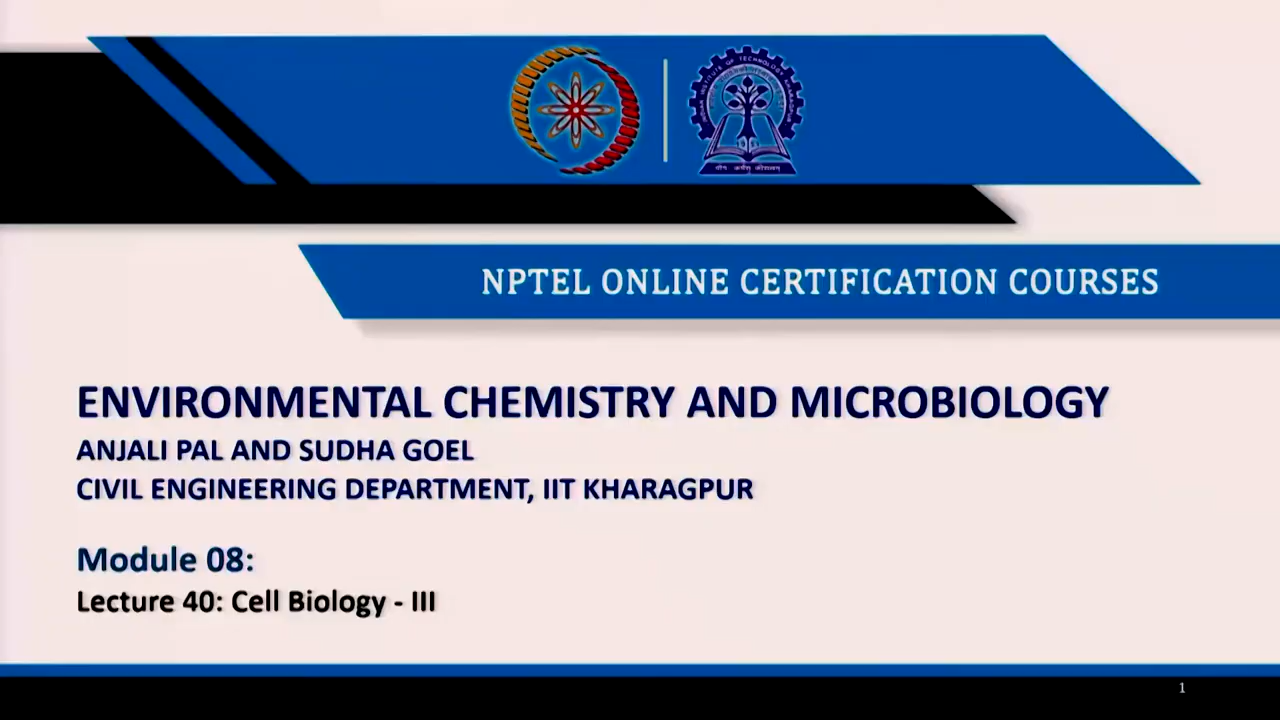 NPTEL ONLINE CERTIFICATION COURSES
ENVIRONMENTAL CHEMISTRY AND MICROBIOLOGY
ANJALI PAL AND SUDHA GOEL
CIVIL ENGINEERING DEPARTMENT, IIT KHARAGPUR
Module 08:
Lecture 40: Cell Biology - III
1